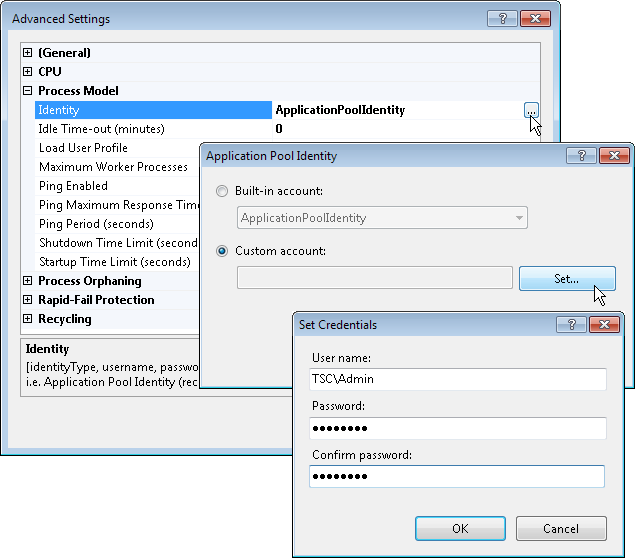 Advanced Settings
(General)
CPU
Process Model
Identity ApplicationPoolIdentity ...
Idle Time-out (minutes) 0
Load User Profile
Maximum Worker Processes
Ping Enabled
Ping Maximum Response Time
Ping Period (seconds)
Shutdown Time Limit (seconds)
Startup Time Limit (seconds)
Process Orphaning
Rapid-Fail Protection
Recycling
Identity
[identityType, username, passwo
i.e. Application Pool Identity (rec
Application Pool Identity
Built-in account:
ApplicationPoolIdentity
Custom account:
Set...
Set Credentials
User name:
TSC\Admin
Password:
●●●●●●●●
Confirm password:
●●●●●●●●
OK Cancel